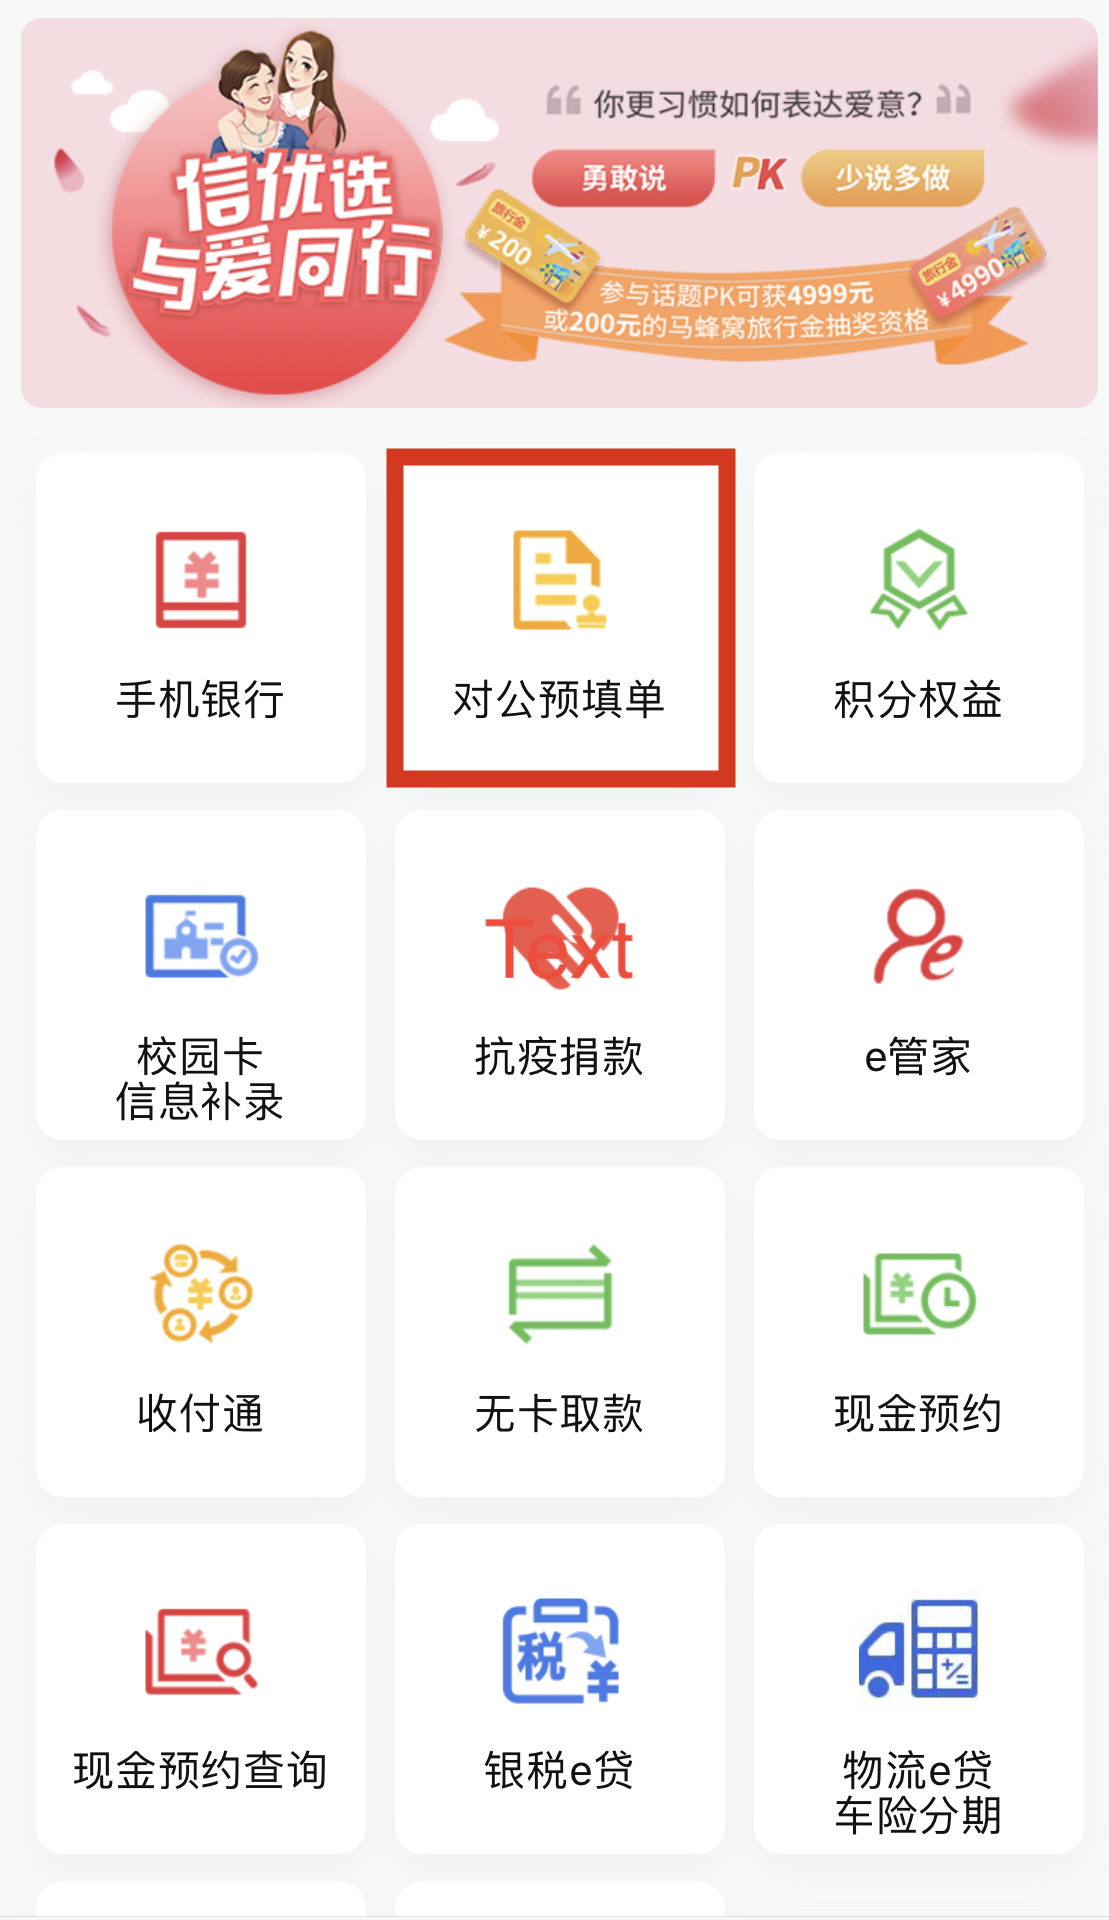 信优选
与爱同行
你更习惯如何表达爱意?
勇敢说 PK 少说多做
旅行金
¥200
旅行金
¥4990
参与话题PK可获4999元
或200元的马蜂窝旅行金抽奖资格
手机银行
对公预填单
积分权益
校园卡
信息补录
Text
抗疫捐款
e管家
收付通
无卡取款
现金预约
现金预约查询
税
银税e贷
物流e贷
车险分期